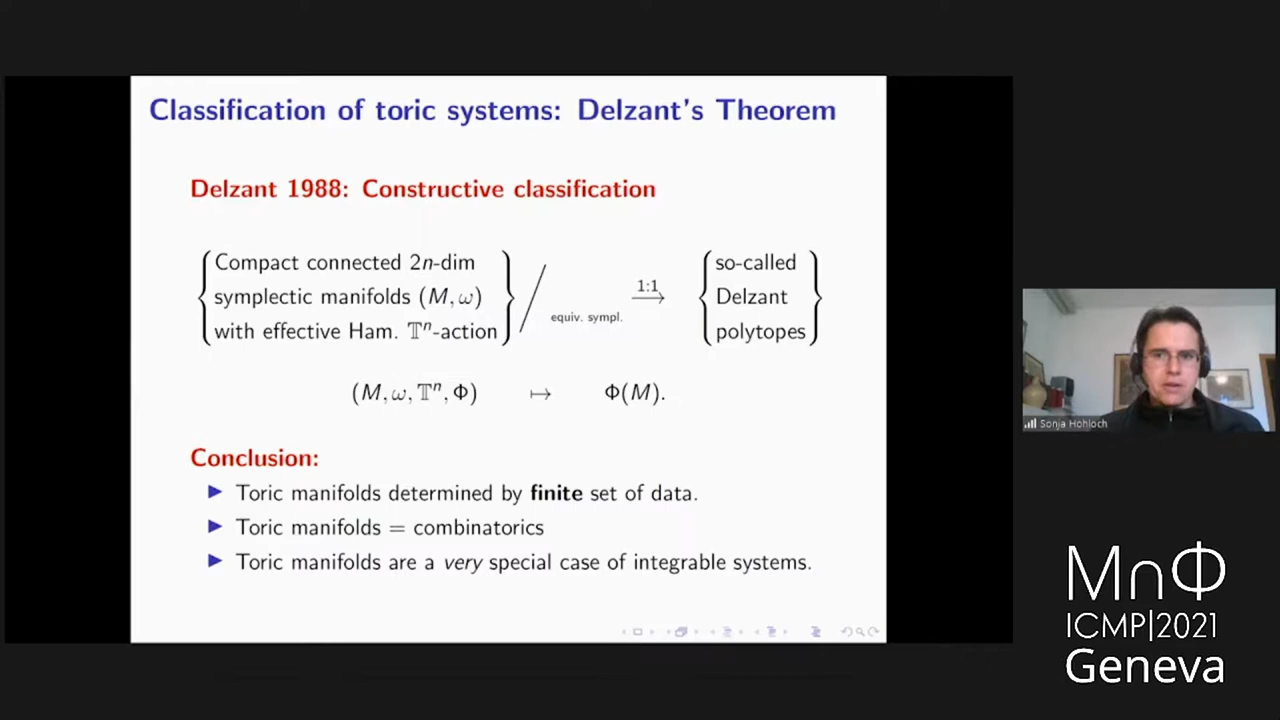 Classification of toric systems: Delzant's Theorem
Delzant 1988: Constructive classification
Compact connected 2n-dim
symplectic manifolds (M, ω)
with effective Ham. 𝕋ⁿ-action
equiv. sympl.
1:1
→
so-called
Delzant
polytopes
(M, ω, 𝕋ⁿ, Φ) ↦ Φ(M).
Conclusion:
▶ Toric manifolds determined by finite set of data.
▶ Toric manifolds = combinatorics
▶ Toric manifolds are a very special case of integrable systems.
Sonja Hohloch
M∩Φ
ICMP|2021
Geneva